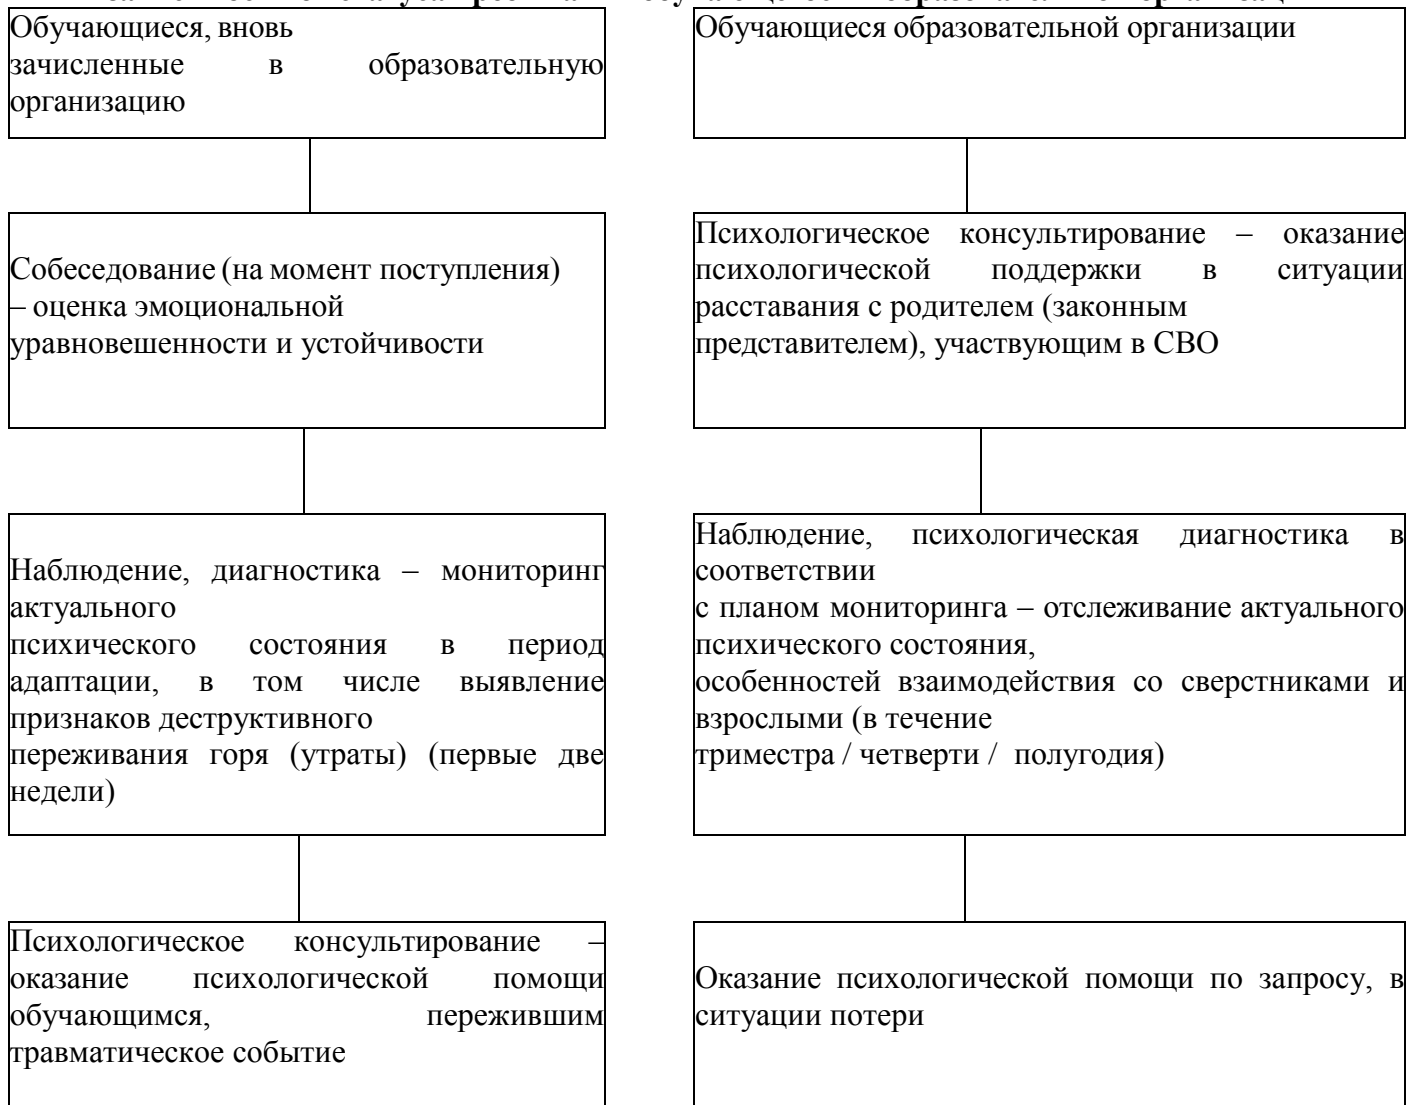 Обучающиеся, вновь
зачисленные в образовательную
организацию
Обучающиеся образовательной организации
Собеседование (на момент поступления)
– оценка эмоциональной
уравновешенности и устойчивости
Психологическое консультирование – оказание
психологической поддержки в ситуации
расставания с родителем (законным
представителем), участвующим в СВО
Наблюдение, диагностика – мониторинг
актуального
психического состояния в период
адаптации, в том числе выявление
признаков деструктивного
переживания горя (утраты) (первые две
недели)
Наблюдение, психологическая диагностика в
соответствии
с планом мониторинга – отслеживание актуального
психического состояния,
особенностей взаимодействия со сверстниками и
взрослыми (в течение
триместра / четверти / полугодия)
Психологическое консультирование –
оказание психологической помощи
обучающимся, пережившим
травматическое событие
Оказание психологической помощи по запросу, в
ситуации потери